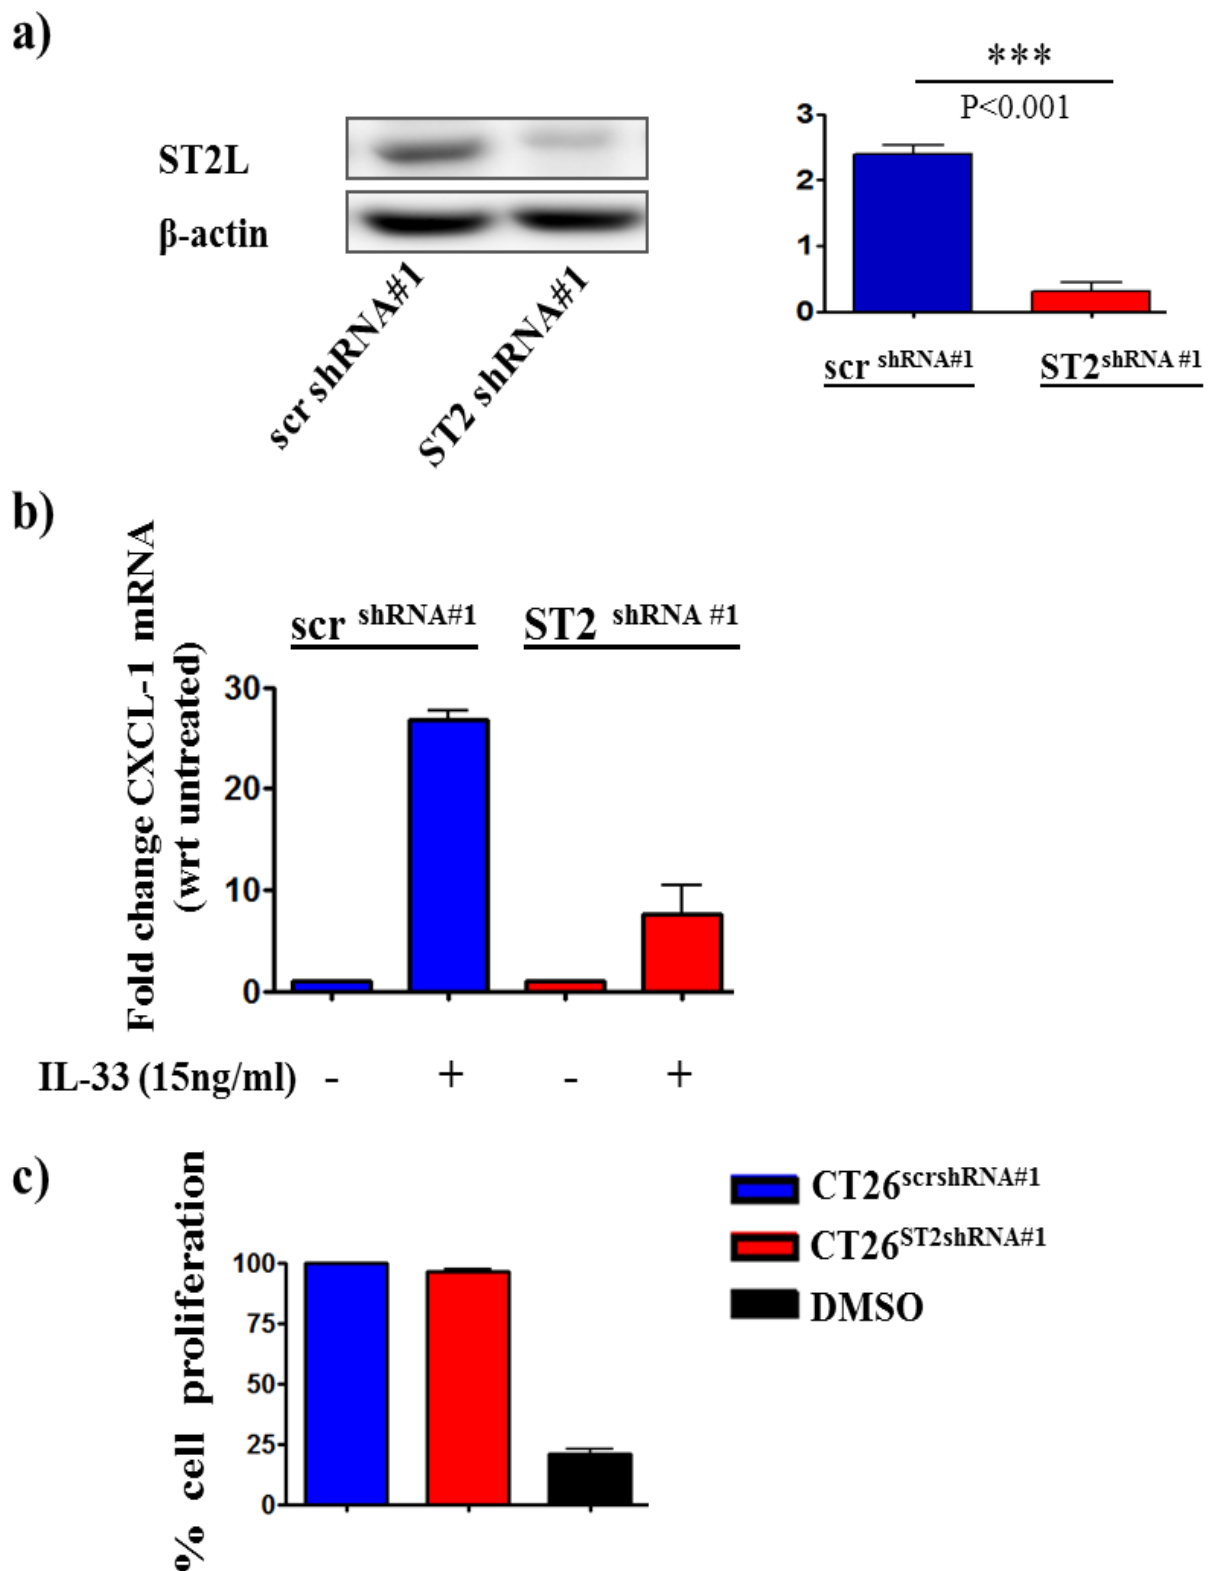 a)
***
P<0.001
ST2L
β-actin
scr shRNA#1
ST2 shRNA#1
3
2
1
0
scr shRNA#1
ST2 shRNA #1
b)
Fold change CXCL-1 mRNA
(wrt untreated)
scr shRNA#1
ST2 shRNA #1
30
20
10
0
IL-33 (15ng/ml) - + - +
c)
% cell proliferation
100
75
50
25
0
CT26scrshRNA#1
CT26ST2shRNA#1
DMSO